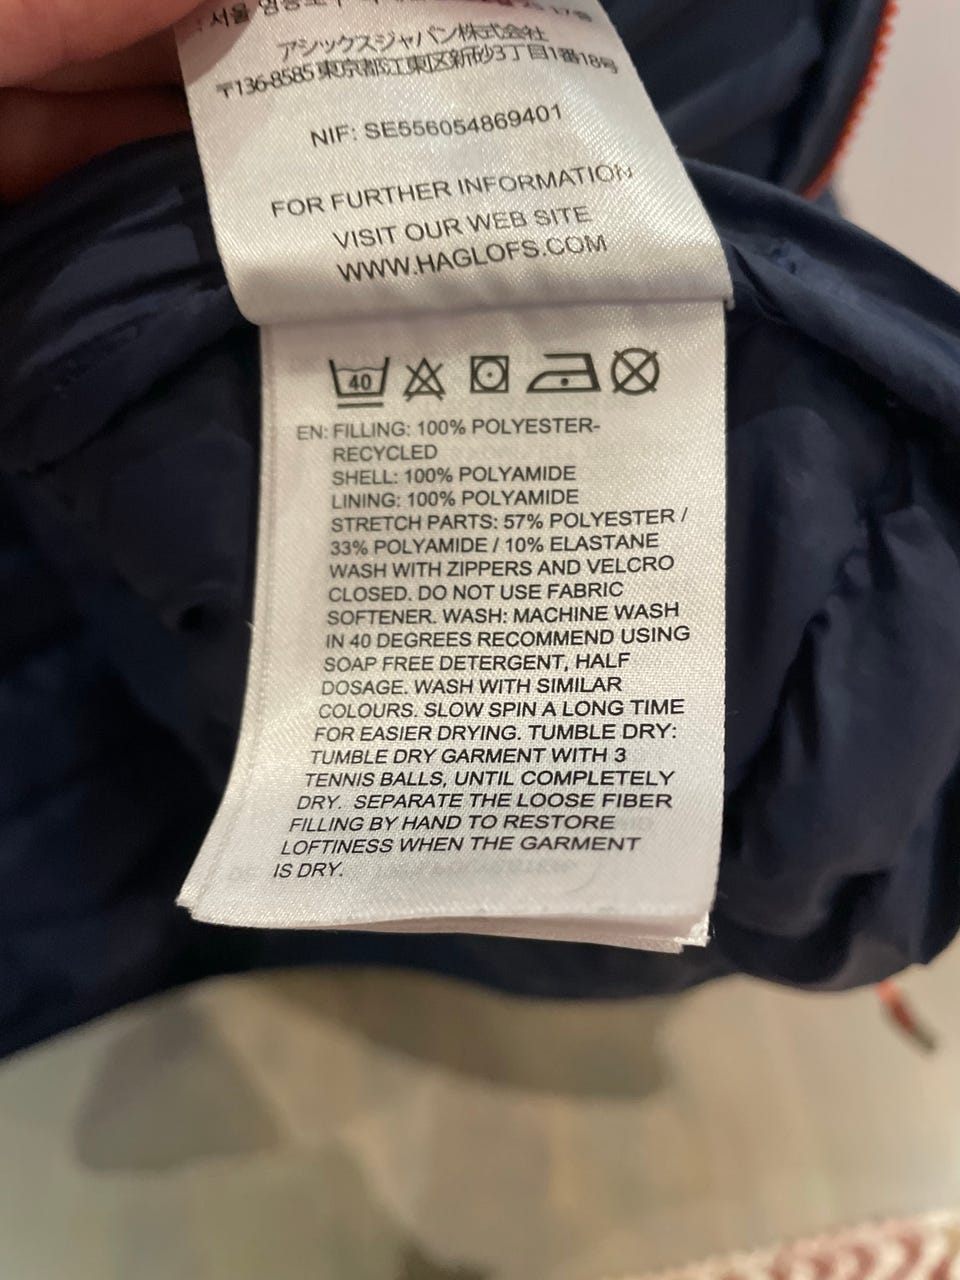 : 서울
アシックスジャパン株式会社
〒136-8585 東京都江東区新砂3丁目1番18号
NIF: SE556054869401
FOR FURTHER INFORMATION
VISIT OUR WEB SITE
WWW.HAGLOFS.COM
40
EN: FILLING: 100% POLYESTER-
RECYCLED
SHELL: 100% POLYAMIDE
LINING: 100% POLYAMIDE
STRETCH PARTS: 57% POLYESTER /
33% POLYAMIDE / 10% ELASTANE
WASH WITH ZIPPERS AND VELCRO
CLOSED. DO NOT USE FABRIC
SOFTENER. WASH: MACHINE WASH
IN 40 DEGREES RECOMMEND USING
SOAP FREE DETERGENT, HALF
DOSAGE. WASH WITH SIMILAR
COLOURS. SLOW SPIN A LONG TIME
FOR EASIER DRYING. TUMBLE DRY:
TUMBLE DRY GARMENT WITH 3
TENNIS BALLS, UNTIL COMPLETELY
DRY. SEPARATE THE LOOSE FIBER
FILLING BY HAND TO RESTORE
LOFTINESS WHEN THE GARMENT
IS DRY.